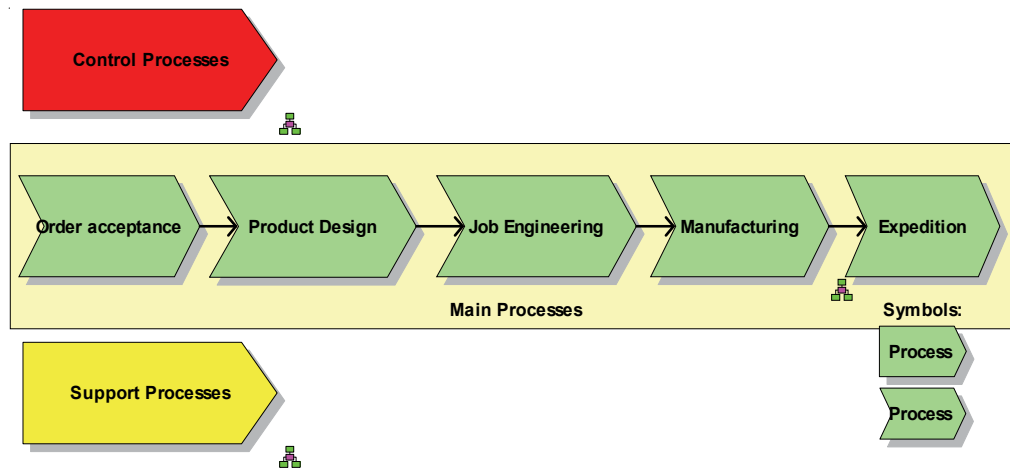 Control Processes
Order acceptance
Product Design
Job Engineering
Manufacturing
Expedition
Main Processes
Symbols:
Process
Support Processes
Process